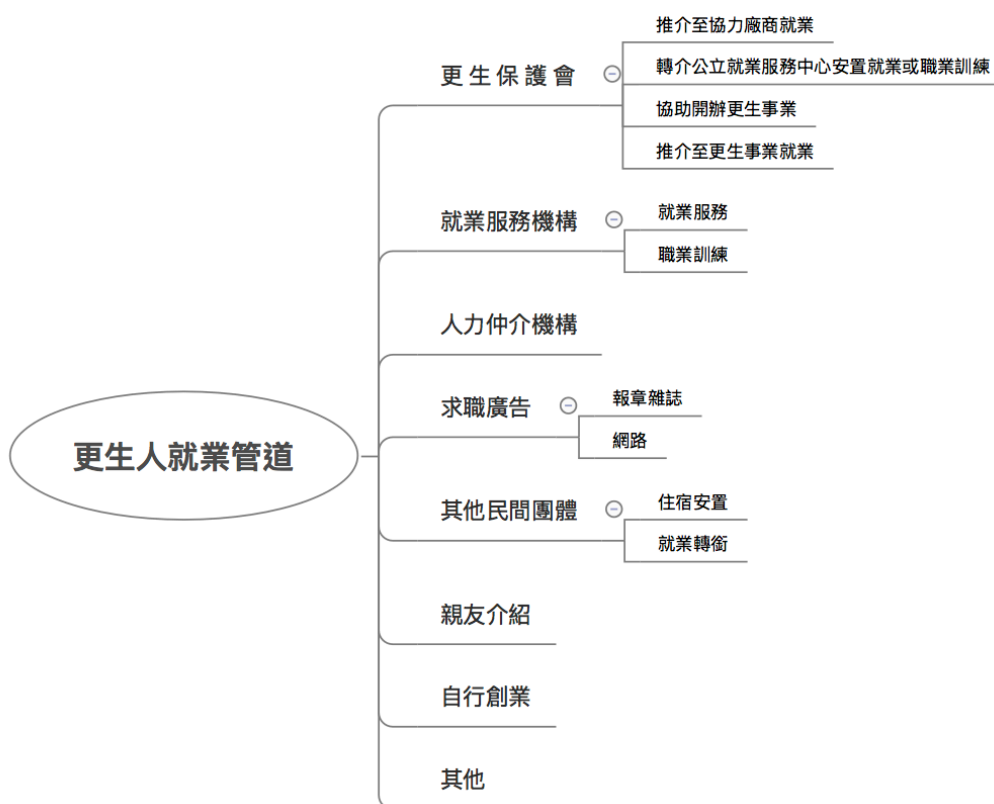 更生人就業管道
更生保護會
推介至協力廠商就業
轉介公立就業服務中心安置就業或職業訓練
協助開辦更生事業
推介至更生事業就業
就業服務機構
就業服務
職業訓練
人力仲介機構
求職廣告
報章雜誌
網路
其他民間團體
住宿安置
就業轉銜
親友介紹
自行創業
其他